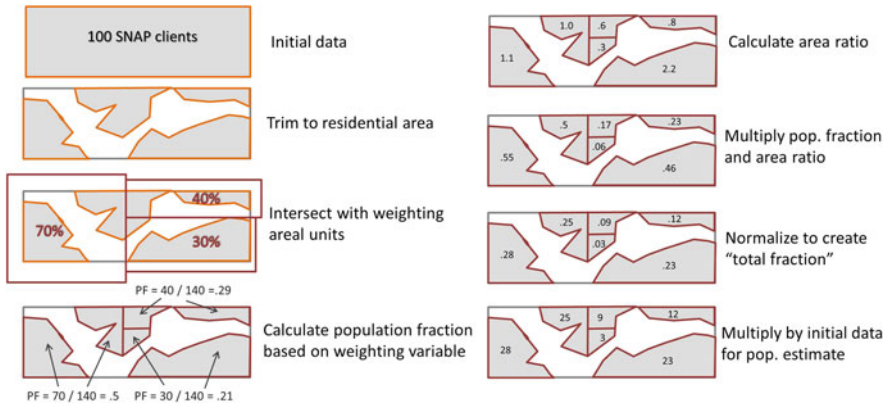 100 SNAP clients
Initial data
Trim to residential area
70%
40%
30%
Intersect with weighting
areal units
PF = 40 / 140 =.29
Calculate population fraction
based on weighting variable
PF = 70 / 140 = .5
PF = 30 / 140 = .21
1.0
.6
.8
.3
1.1
2.2
Calculate area ratio
.5
.17
.23
.06
.55
.46
Multiply pop. fraction
and area ratio
.25
.09
.12
.03
.28
.23
Normalize to create
“total fraction”
25
9
12
3
28
23
Multiply by initial data
for pop. estimate